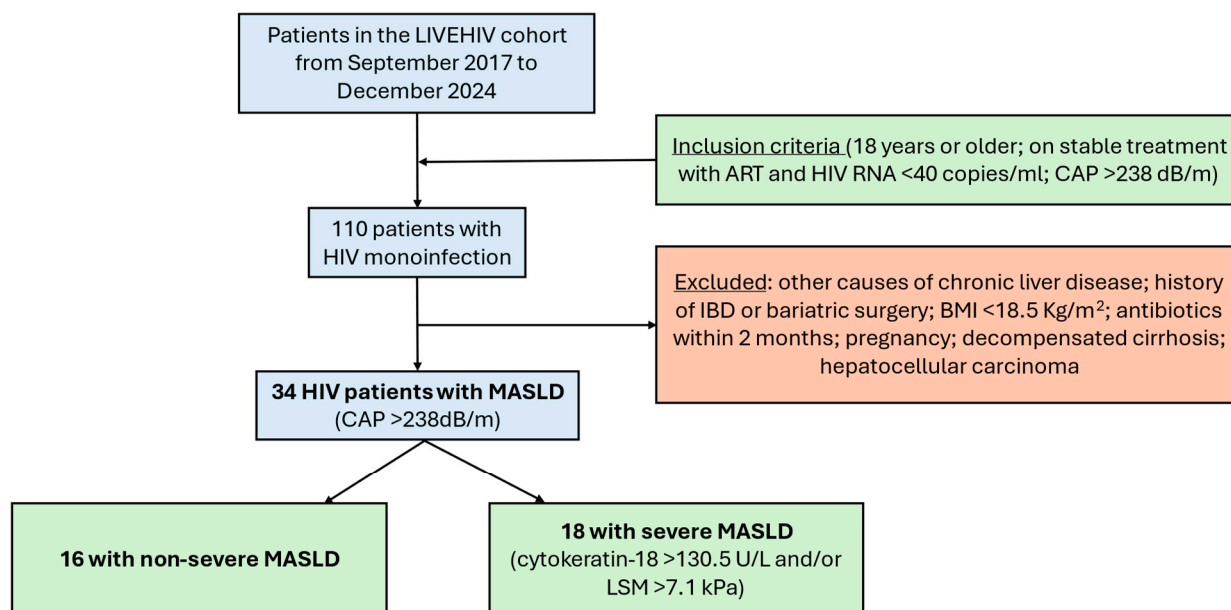 Patients in the LIVEHIV cohort
from September 2017 to
December 2024
Inclusion criteria (18 years or older; on stable treatment
with ART and HIV RNA <40 copies/ml; CAP >238 dB/m)
110 patients with
HIV monoinfection
Excluded: other causes of chronic liver disease; history
of IBD or bariatric surgery; BMI <18.5 Kg/m²; antibiotics
within 2 months; pregnancy; decompensated cirrhosis;
hepatocellular carcinoma
34 HIV patients with MASLD
(CAP >238dB/m)
16 with non-severe MASLD
18 with severe MASLD
(cytokeratin-18 >130.5 U/L and/or
LSM >7.1 kPa)